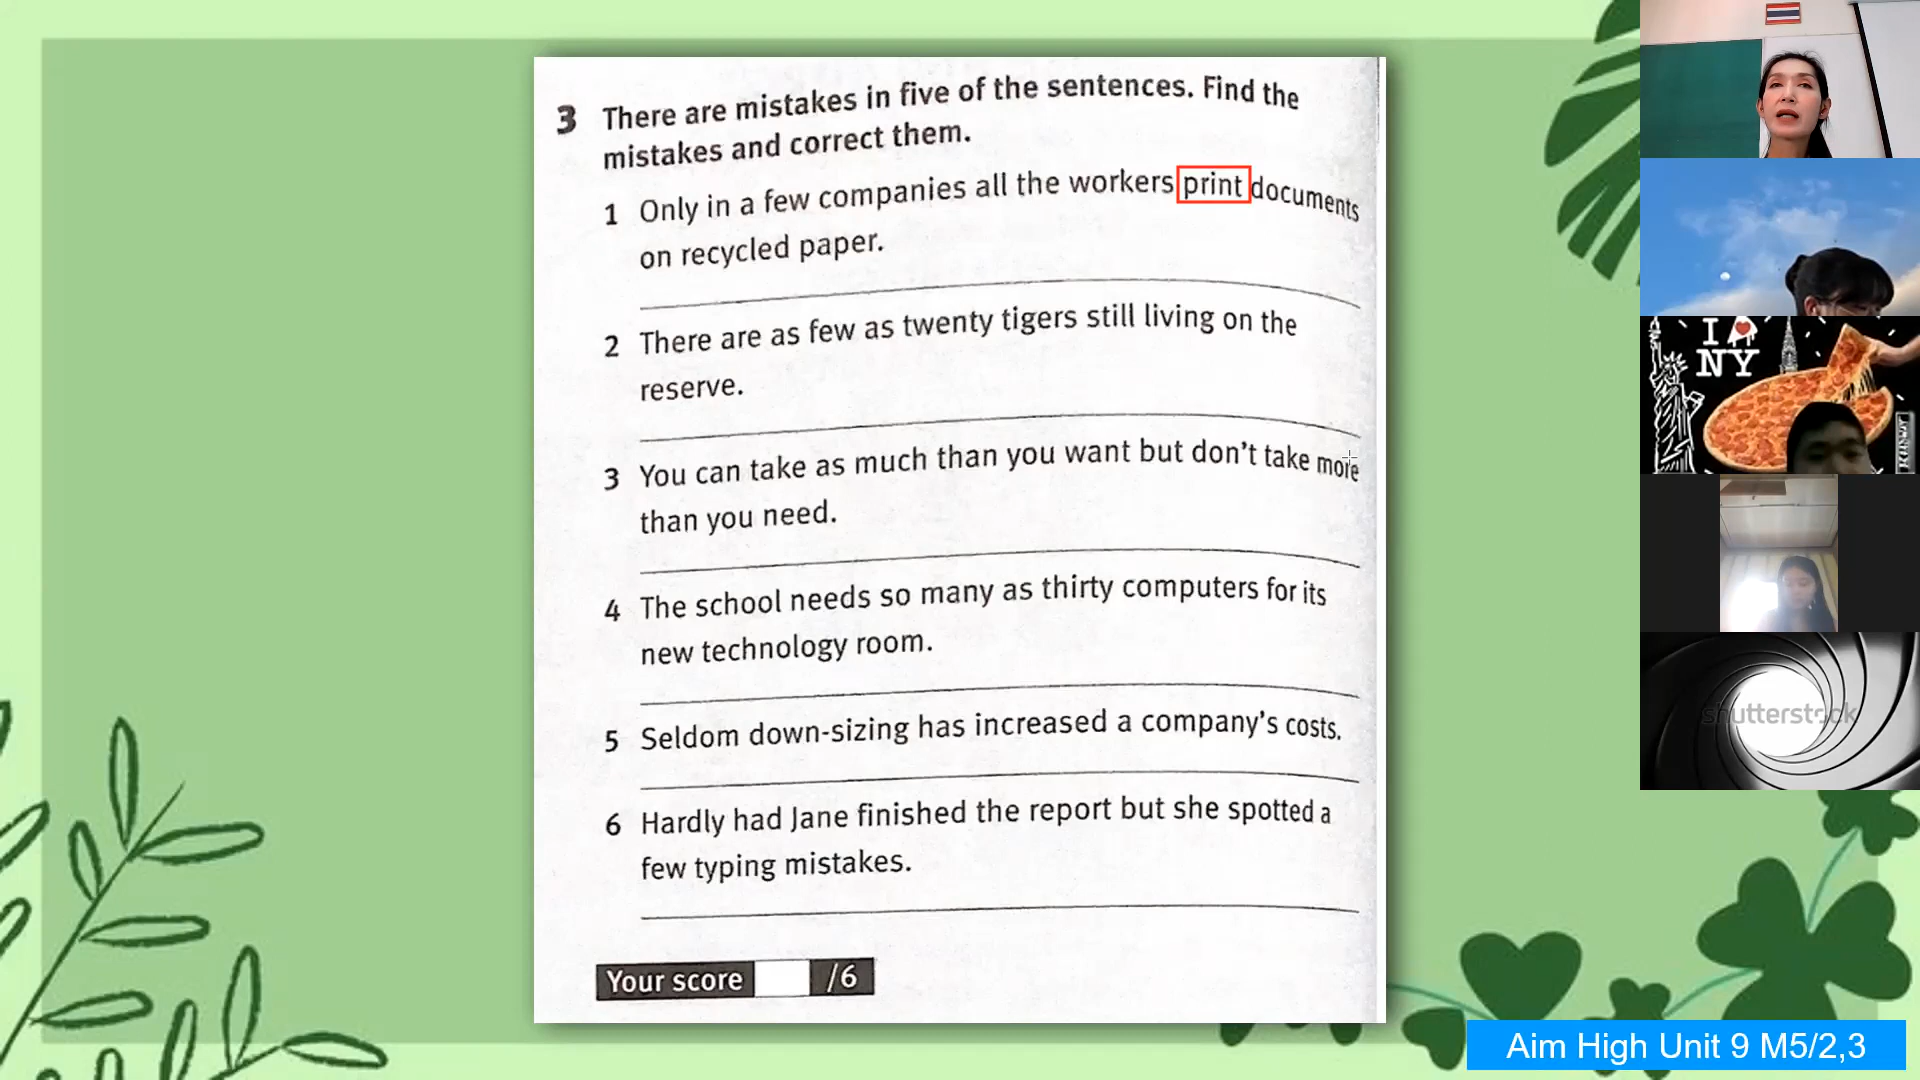 3 There are mistakes in five of the sentences. Find the
mistakes and correct them.
1 Only in a few companies all the workers print documents
on recycled paper.
2 There are as few as twenty tigers still living on the
reserve.
3 You can take as much than you want but don't take more
than you need.
4 The school needs so many as thirty computers for its
new technology room.
5 Seldom down-sizing has increased a company's costs.
6 Hardly had Jane finished the report but she spotted a
few typing mistakes.
Your score /6
I
NY
shutterstock
Aim High Unit 9 M5/2,3